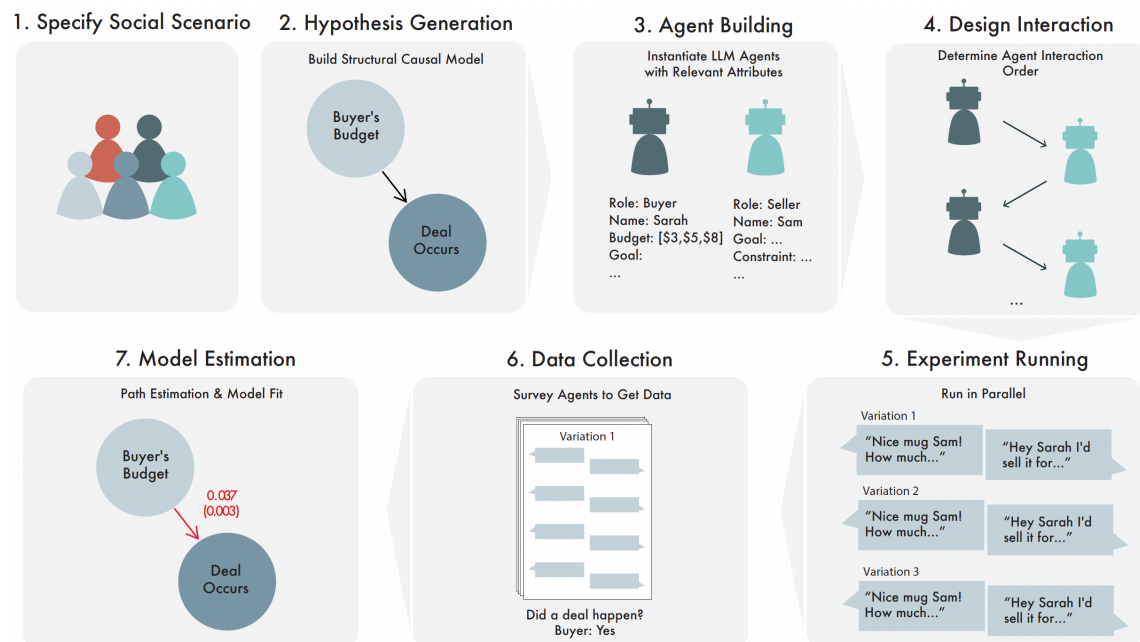 1. Specify Social Scenario
2. Hypothesis Generation
Build Structural Causal Model
Buyer's
Budget
Deal
Occurs
3. Agent Building
Instantiate LLM Agents
with Relevant Attributes
Role: Buyer
Name: Sarah
Budget: [$3,$5,$8]
Goal:
...
Role: Seller
Name: Sam
Goal: ...
Constraint: ...
...
4. Design Interaction
Determine Agent Interaction
Order
...
7. Model Estimation
Path Estimation & Model Fit
Buyer's
Budget
0.037
(0.003)
Deal
Occurs
6. Data Collection
Survey Agents to Get Data
Variation 1
Did a deal happen?
Buyer: Yes
5. Experiment Running
Run in Parallel
Variation 1
“Nice mug Sam!
How much...”
“Hey Sarah I'd
sell it for...”
Variation 2
“Nice mug Sam!
How much...”
“Hey Sarah I'd
sell it for...”
Variation 3
“Nice mug Sam!
How much...”
“Hey Sarah I'd
sell it for...”